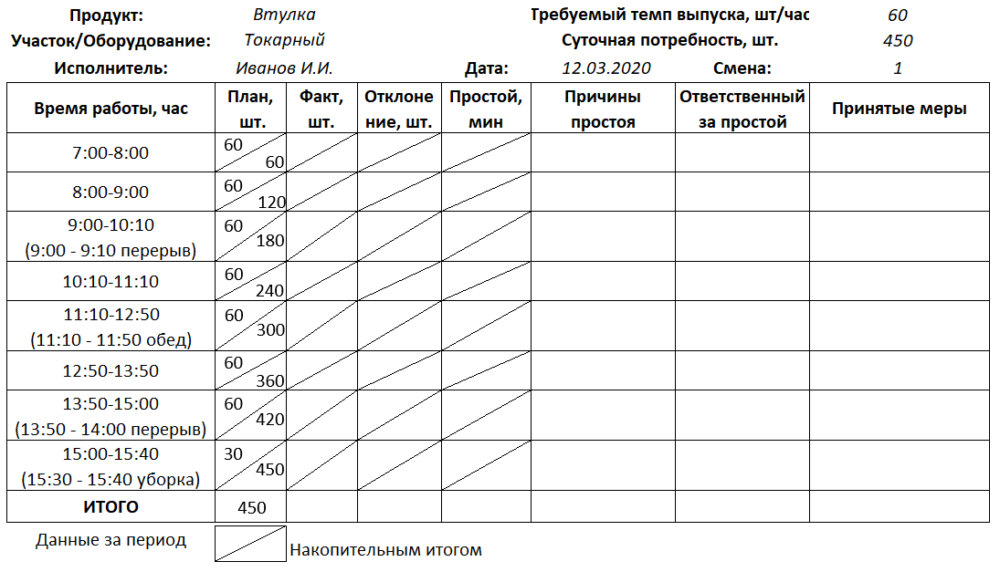 Продукт: Втулка Требуемый темп выпуска, шт/час 60
Участок/Оборудование: Токарный Суточная потребность, шт. 450
Исполнитель: Иванов И.И. Дата: 12.03.2020 Смена: 1
Время работы, час План, шт. Факт, шт. Отклоне ние, шт. Простой, мин Причины простоя Ответственный за простой Принятые меры
7:00-8:00 60 60
8:00-9:00 60 120
9:00-10:10 60 180
(9:00 - 9:10 перерыв)
10:10-11:10 60 240
11:10-12:50 60 300
(11:10 - 11:50 обед)
12:50-13:50 60 360
13:50-15:00 60 420
(13:50 - 14:00 перерыв)
15:00-15:40 30 450
(15:30 - 15:40 уборка)
ИТОГО 450
Данные за период
Накопительным итогом